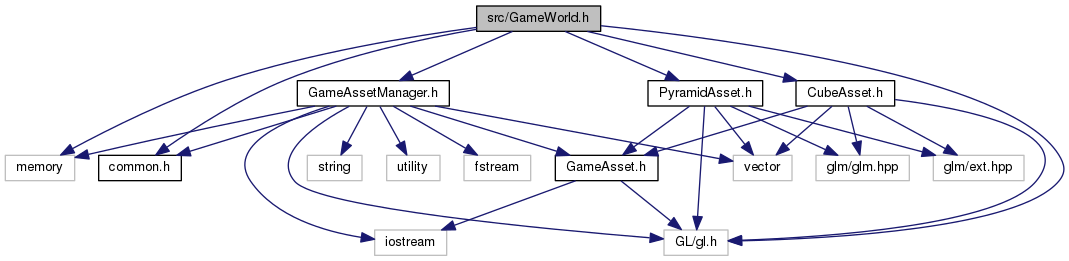 src/GameWorld.h
GameAssetManager.h
PyramidAsset.h
CubeAsset.h
memory
common.h
string
utility
fstream
GameAsset.h
vector
glm/glm.hpp
glm/ext.hpp
iostream
GL/gl.h